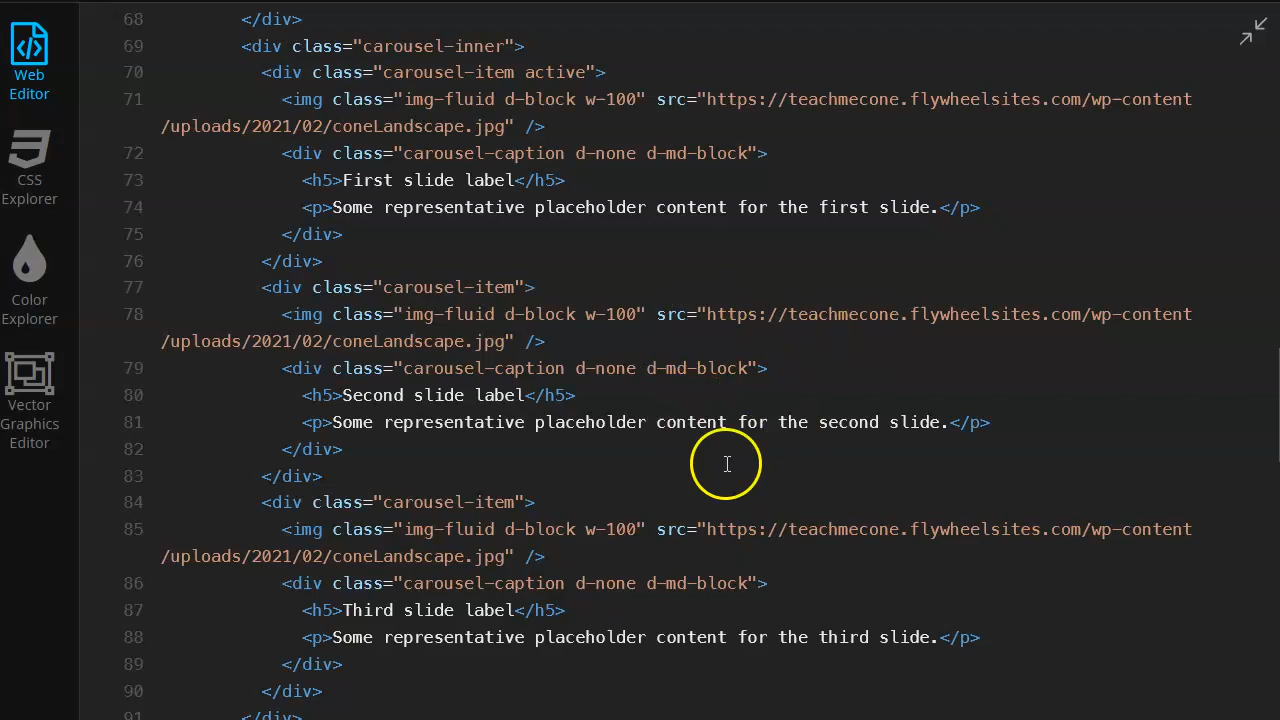 Web
Editor
CSS
Explorer
Color
Explorer
Vector
Graphics
Editor
68 </div>
69 <div class="carousel-inner">
70 <div class="carousel-item active">
71 <img class="img-fluid d-block w-100" src="https://teachmecone.flywheelsites.com/wp-content
/uploads/2021/02/coneLandscape.jpg" />
72 <div class="carousel-caption d-none d-md-block">
73 <h5>First slide label</h5>
74 <p>Some representative placeholder content for the first slide.</p>
75 </div>
76 </div>
77 <div class="carousel-item">
78 <img class="img-fluid d-block w-100" src="https://teachmecone.flywheelsites.com/wp-content
/uploads/2021/02/coneLandscape.jpg" />
79 <div class="carousel-caption d-none d-md-block">
80 <h5>Second slide label</h5>
81 <p>Some representative placeholder content for the second slide.</p>
82 </div>
83 </div>
84 <div class="carousel-item">
85 <img class="img-fluid d-block w-100" src="https://teachmecone.flywheelsites.com/wp-content
/uploads/2021/02/coneLandscape.jpg" />
86 <div class="carousel-caption d-none d-md-block">
87 <h5>Third slide label</h5>
88 <p>Some representative placeholder content for the third slide.</p>
89 </div>
90 </div>
91 </div>